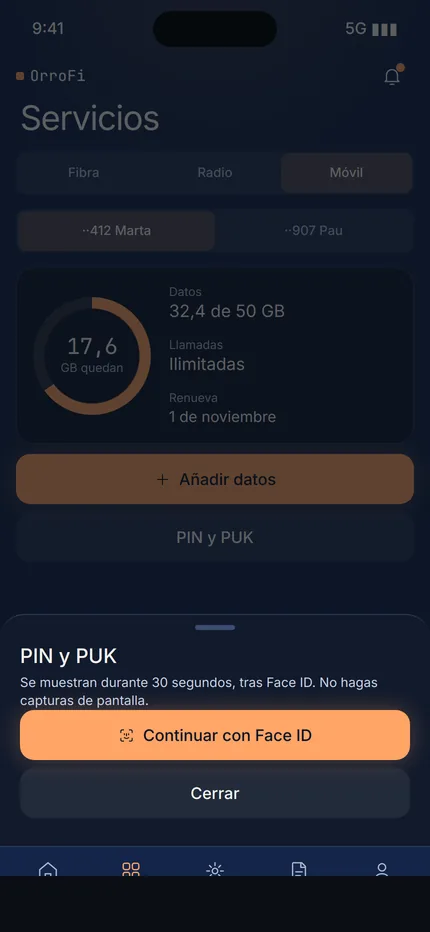 9:41
5G
OrroFi
Servicios
Fibra
Radio
Móvil
··412 Marta
··907 Pau
17,6
GB quedan
Datos
32,4 de 50 GB
Llamadas
Ilimitadas
Renueva
1 de noviembre
+ Añadir datos
PIN y PUK
PIN y PUK
Se muestran durante 30 segundos, tras Face ID. No hagas
capturas de pantalla.
Continuar con Face ID
Cerrar